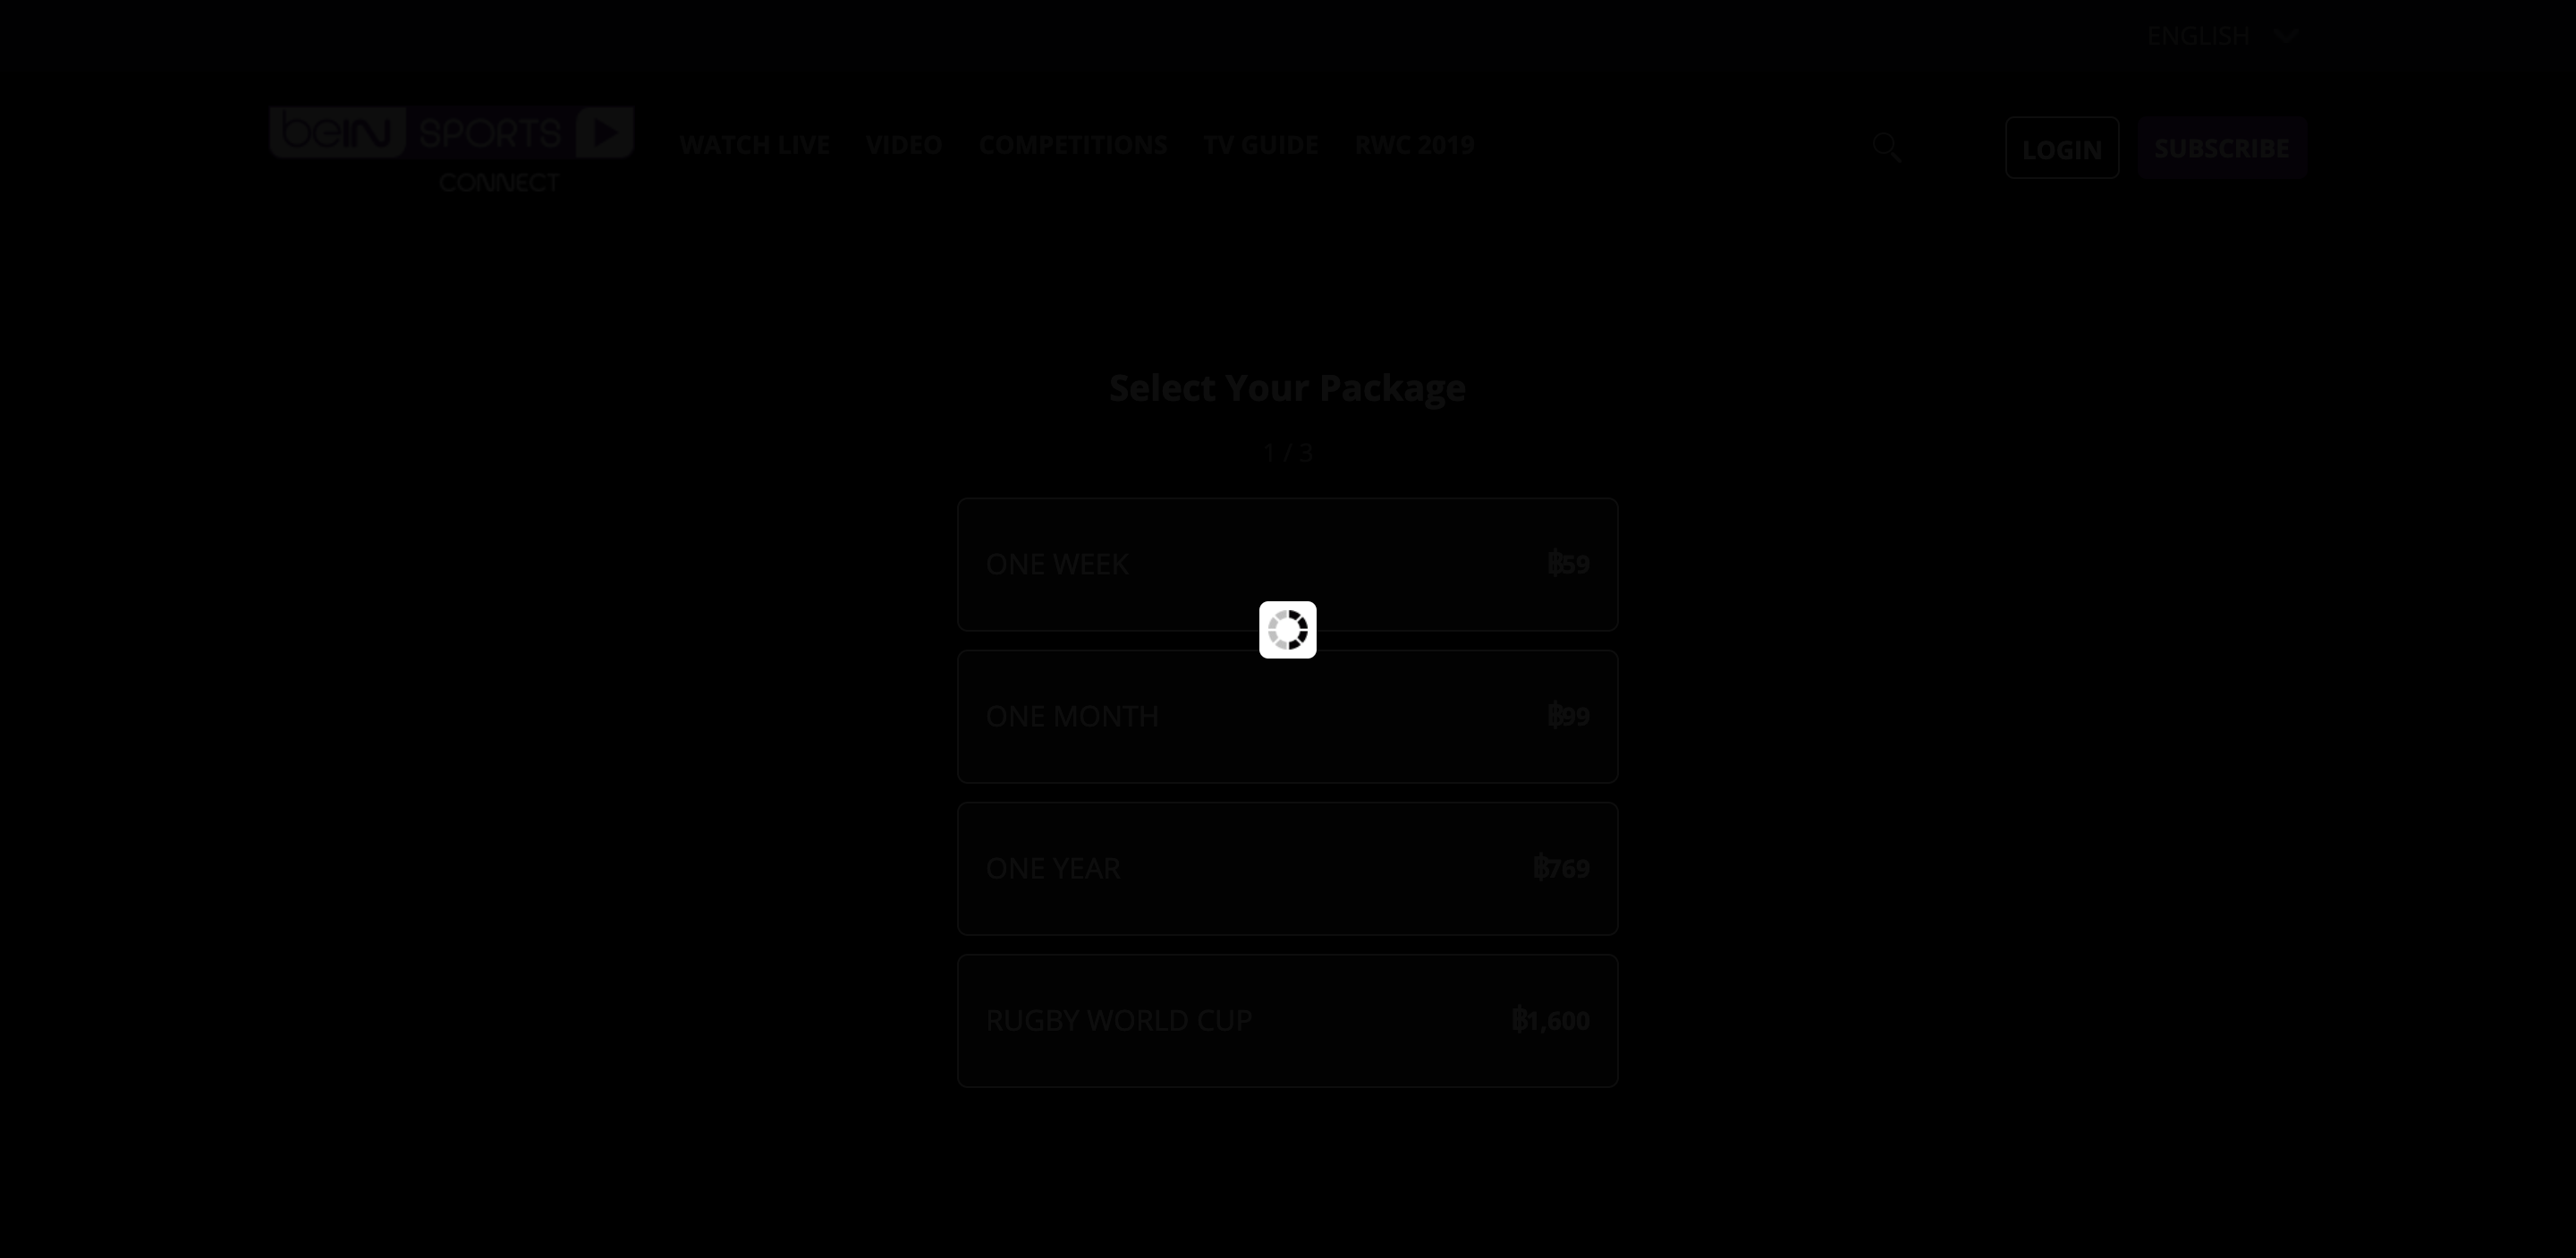 ENGLISH
beIN SPORTS
CONNECT
WATCH LIVE VIDEO COMPETITIONS TV GUIDE RWC 2019
LOGIN SUBSCRIBE
Select Your Package
1 / 3
ONE WEEK ฿59
ONE MONTH ฿99
ONE YEAR ฿769
RUGBY WORLD CUP ฿1,600